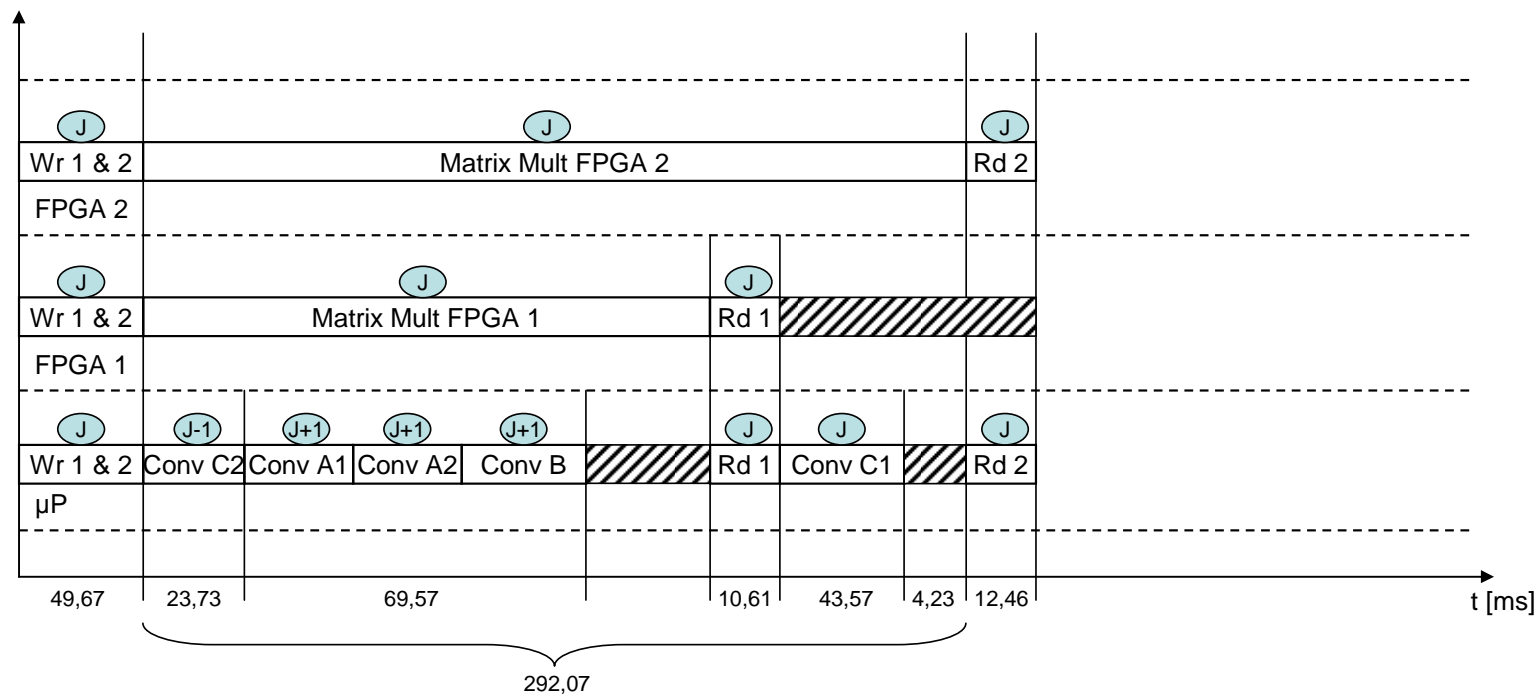 J J J
Wr 1 & 2 Matrix Mult FPGA 2 Rd 2
FPGA 2
J J J
Wr 1 & 2 Matrix Mult FPGA 1 Rd 1
FPGA 1
J J-1 J+1 J+1 J+1 J J J
Wr 1 & 2 Conv C2 Conv A1 Conv A2 Conv B Rd 1 Conv C1 Rd 2
µP
49,67 23,73 69,57 10,61 43,57 4,23 12,46 t [ms]
292,07